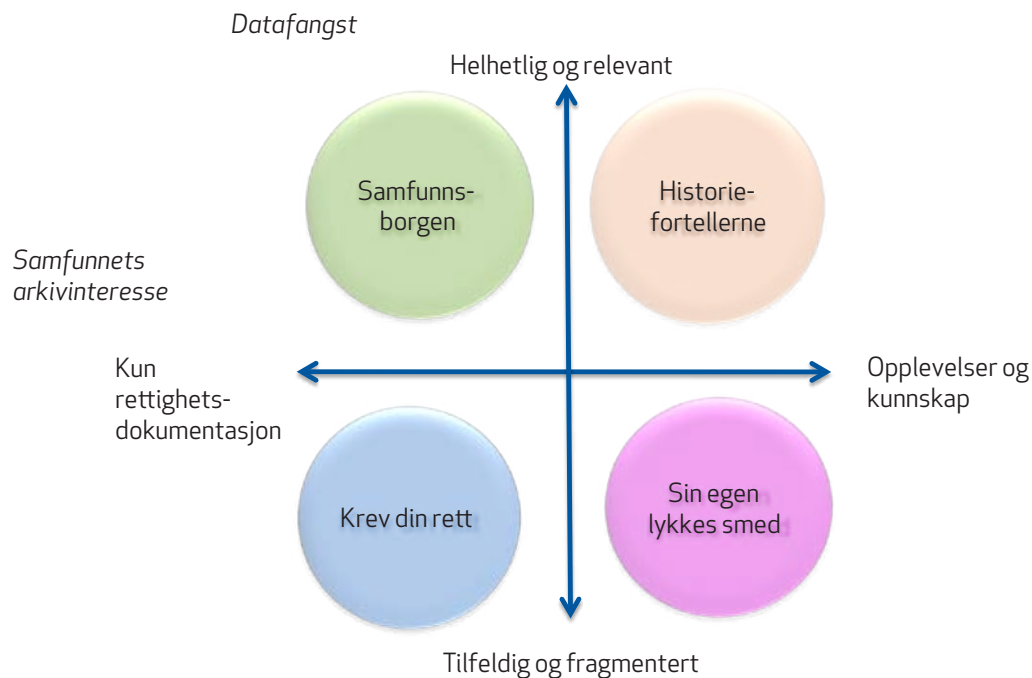 Datafangst
Helhetlig og relevant
Samfunns-
borgen
Historie-
fortellerne
Samfunnets
arkivinteresse
Kun
rettighets-
dokumentasjon
Opplevelser og
kunnskap
Krev din rett
Sin egen
lykkes smed
Tilfeldig og fragmentert